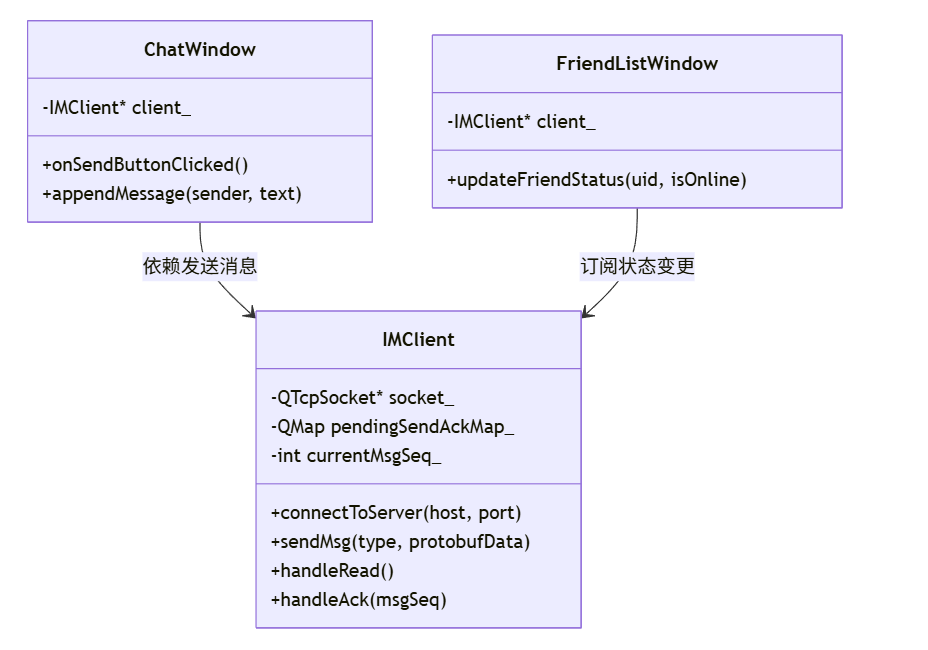 ChatWindow
-IMClient* client_
+onSendButtonClicked()
+appendMessage(sender, text)
FriendListWindow
-IMClient* client_
+updateFriendStatus(uid, isOnline)
依赖发送消息
订阅状态变更
IMClient
-QTcpSocket* socket_
-QMap pendingSendAckMap_
-int currentMsgSeq_
+connectToServer(host, port)
+sendMsg(type, protobufData)
+handleRead()
+handleAck(msgSeq)